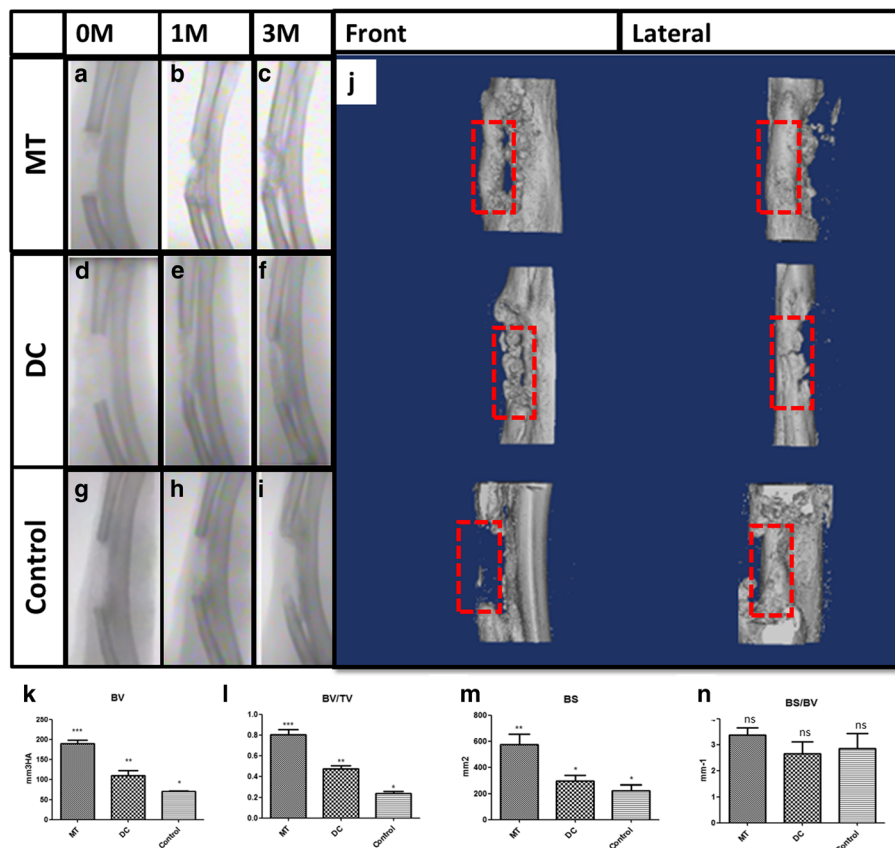 0M 1M 3M Front Lateral
MT a b c j
DC d e f
Control g h i
k BV
mm3HA
250
200
150
100
50
0
*** ** *
MT DC Control
l BV/TV
1.0
0.8
0.6
0.4
0.2
0.0
*** ** *
MT DC Control
m BS
mm2
800
600
400
200
0
** * *
MT DC Control
n BS/BV
mm-1
3
2
1
0
ns ns ns
MT DC Control